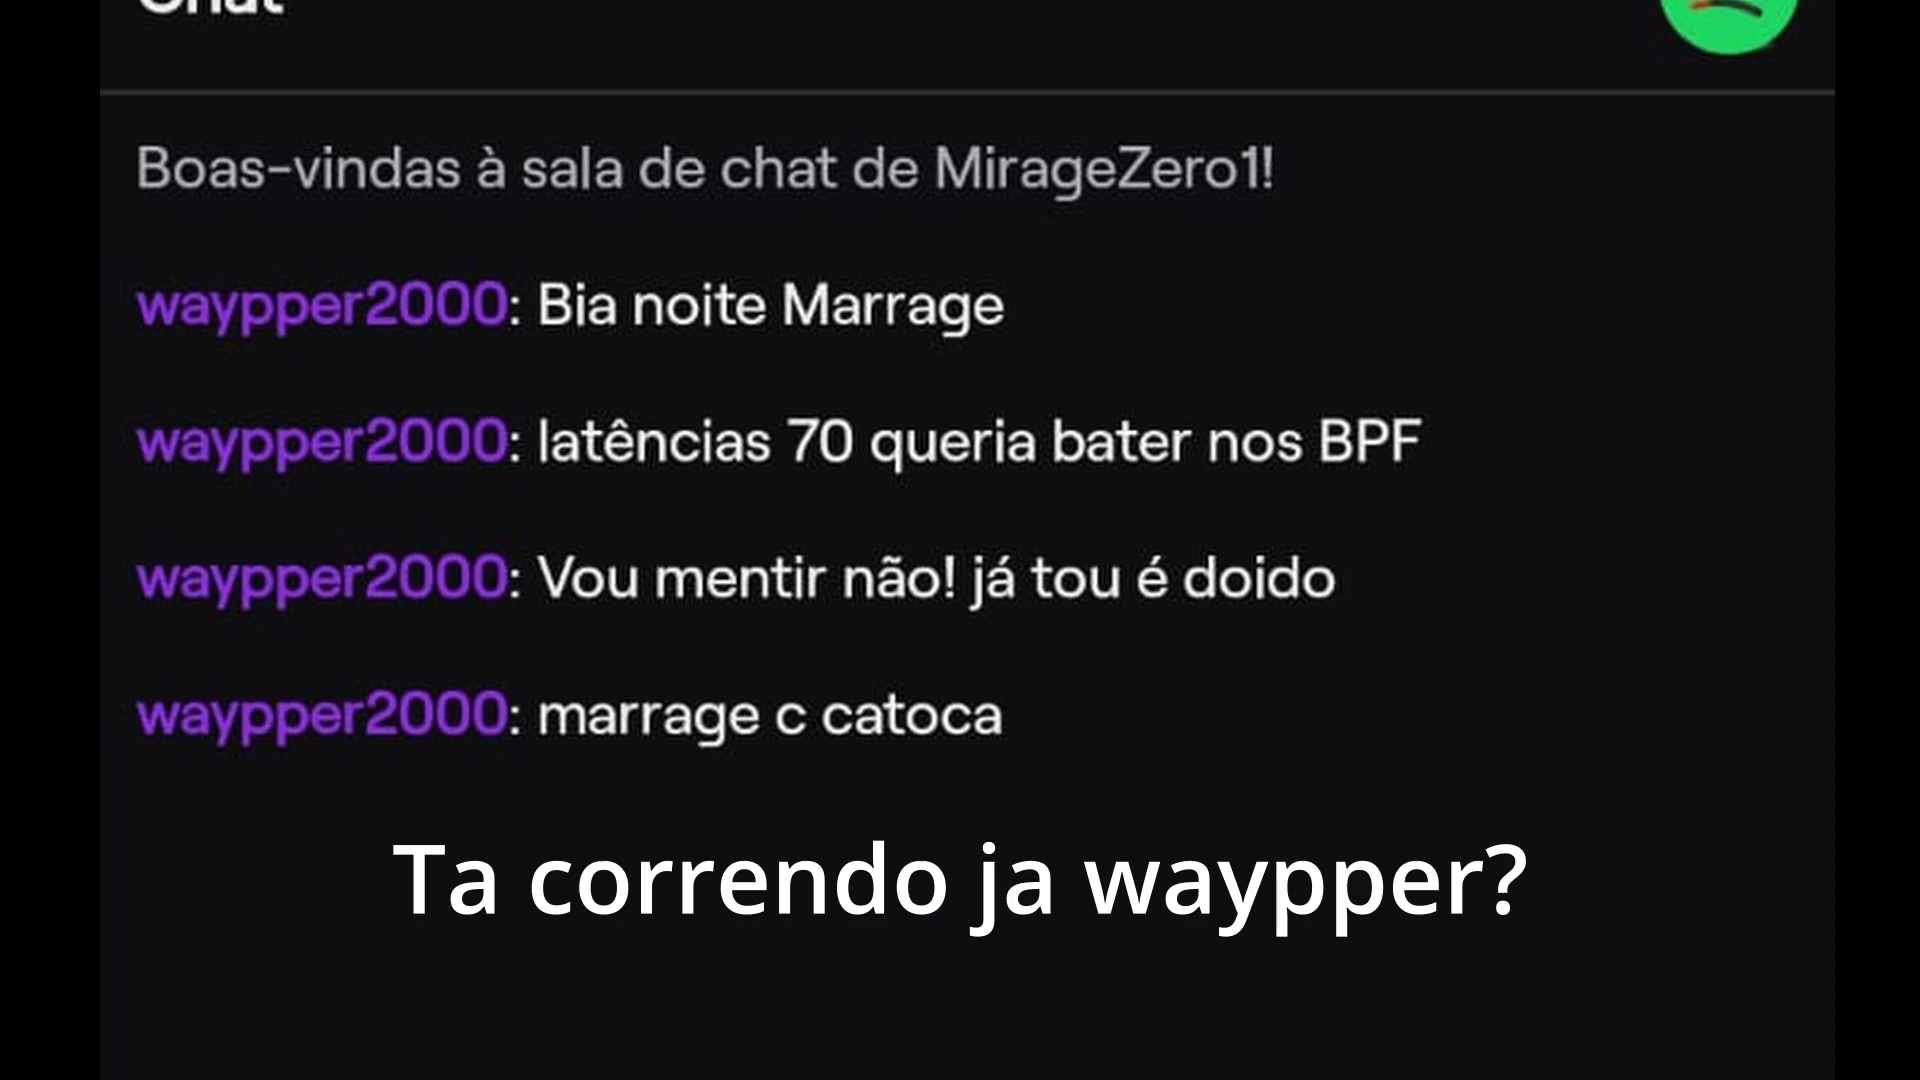 Chat
Boas-vindas à sala de chat de MirageZero1!
waypper2000: Bia noite Marrage
waypper2000: latências 70 queria bater nos BPF
waypper2000: Vou mentir não! já tou é doido
waypper2000: marrage c catoca
Ta correndo ja waypper?